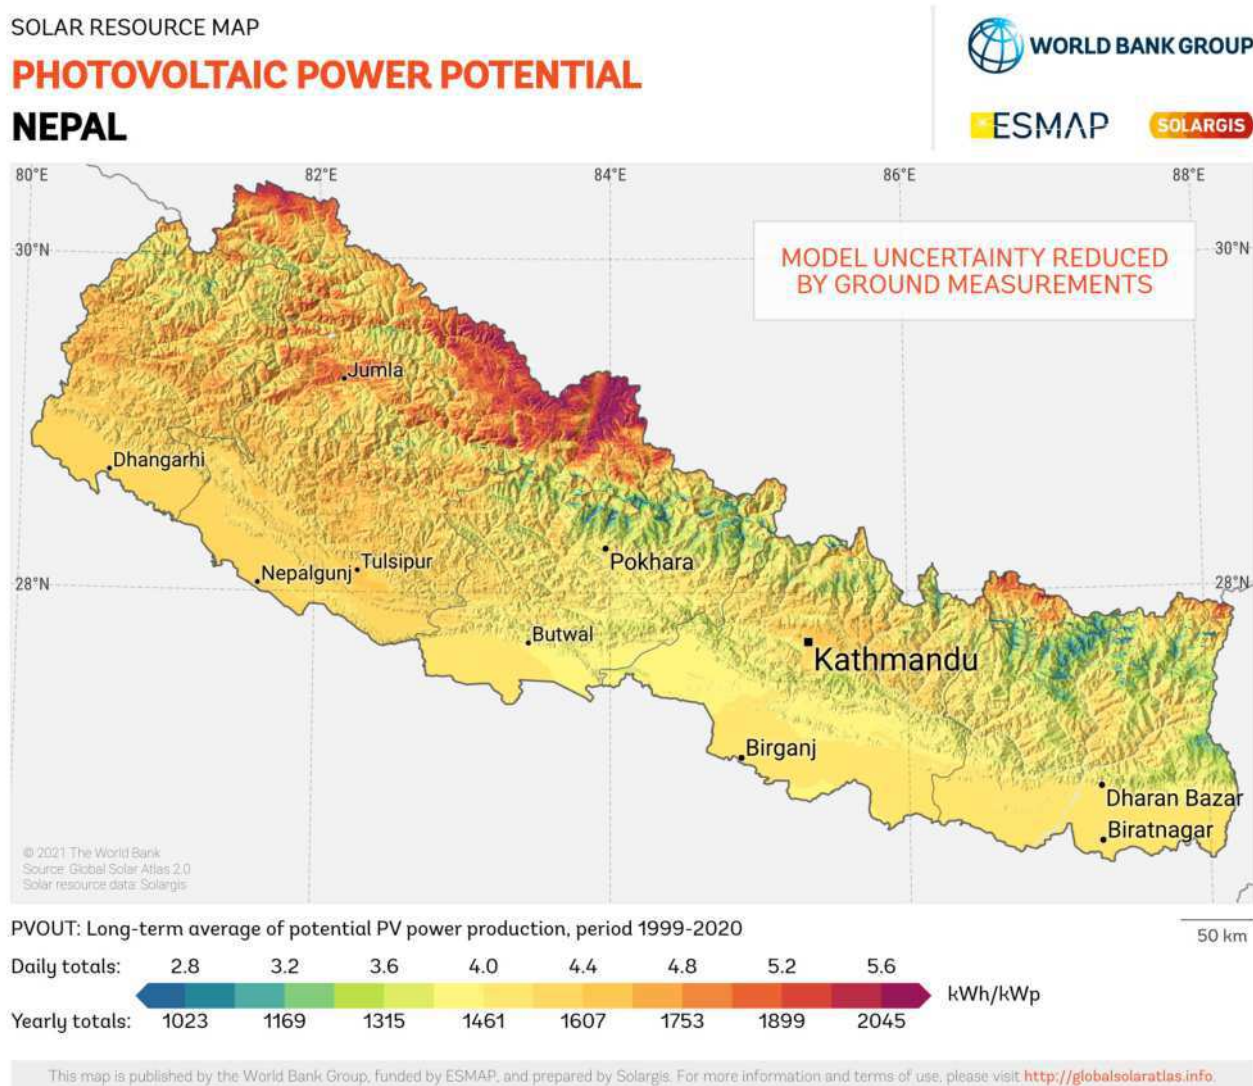 SOLAR RESOURCE MAP
PHOTOVOLTAIC POWER POTENTIAL
NEPAL
WORLD BANK GROUP
ESMAP
SOLARGIS
80°E 82°E 84°E 86°E 88°E
30°N 30°N
MODEL UNCERTAINTY REDUCED
BY GROUND MEASUREMENTS
Jumla
Dhangarhi
Pokhara
Nepalgunj Tulsipur
28°N 28°N
Butwal
Kathmandu
Birganj
Dharan Bazar
Biratnagar
© 2021 The World Bank
Source: Global Solar Atlas 2.0
Solar resource data: Solargis
PVOUT: Long-term average of potential PV power production, period 1999-2020
50 km
Daily totals: 2.8 3.2 3.6 4.0 4.4 4.8 5.2 5.6
kWh/kWp
Yearly totals: 1023 1169 1315 1461 1607 1753 1899 2045
This map is published by the World Bank Group, funded by ESMAP, and prepared by Solargis. For more information and terms of use, please visit http://globalsolaratlas.info.